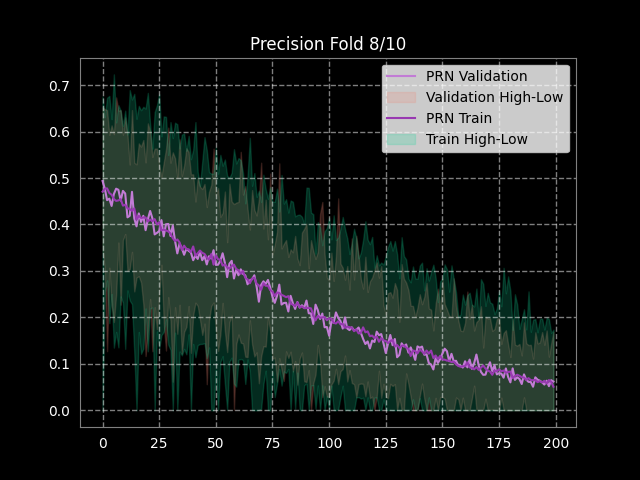 Precision Fold 8/10
PRN Validation
Validation High-Low
PRN Train
Train High-Low
0.7
0.6
0.5
0.4
0.3
0.2
0.1
0.0
0 25 50 75 100 125 150 175 200